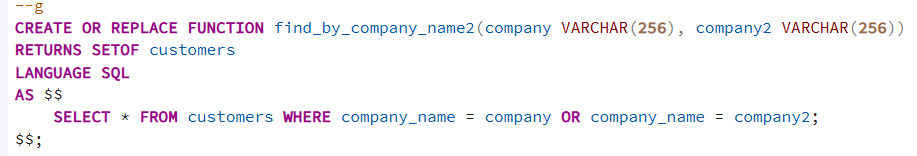 --g
CREATE OR REPLACE FUNCTION find_by_company_name2(company VARCHAR(256), company2 VARCHAR(256))
RETURNS SETOF customers
LANGUAGE SQL
AS $$
    SELECT * FROM customers WHERE company_name = company OR company_name = company2;
$$;